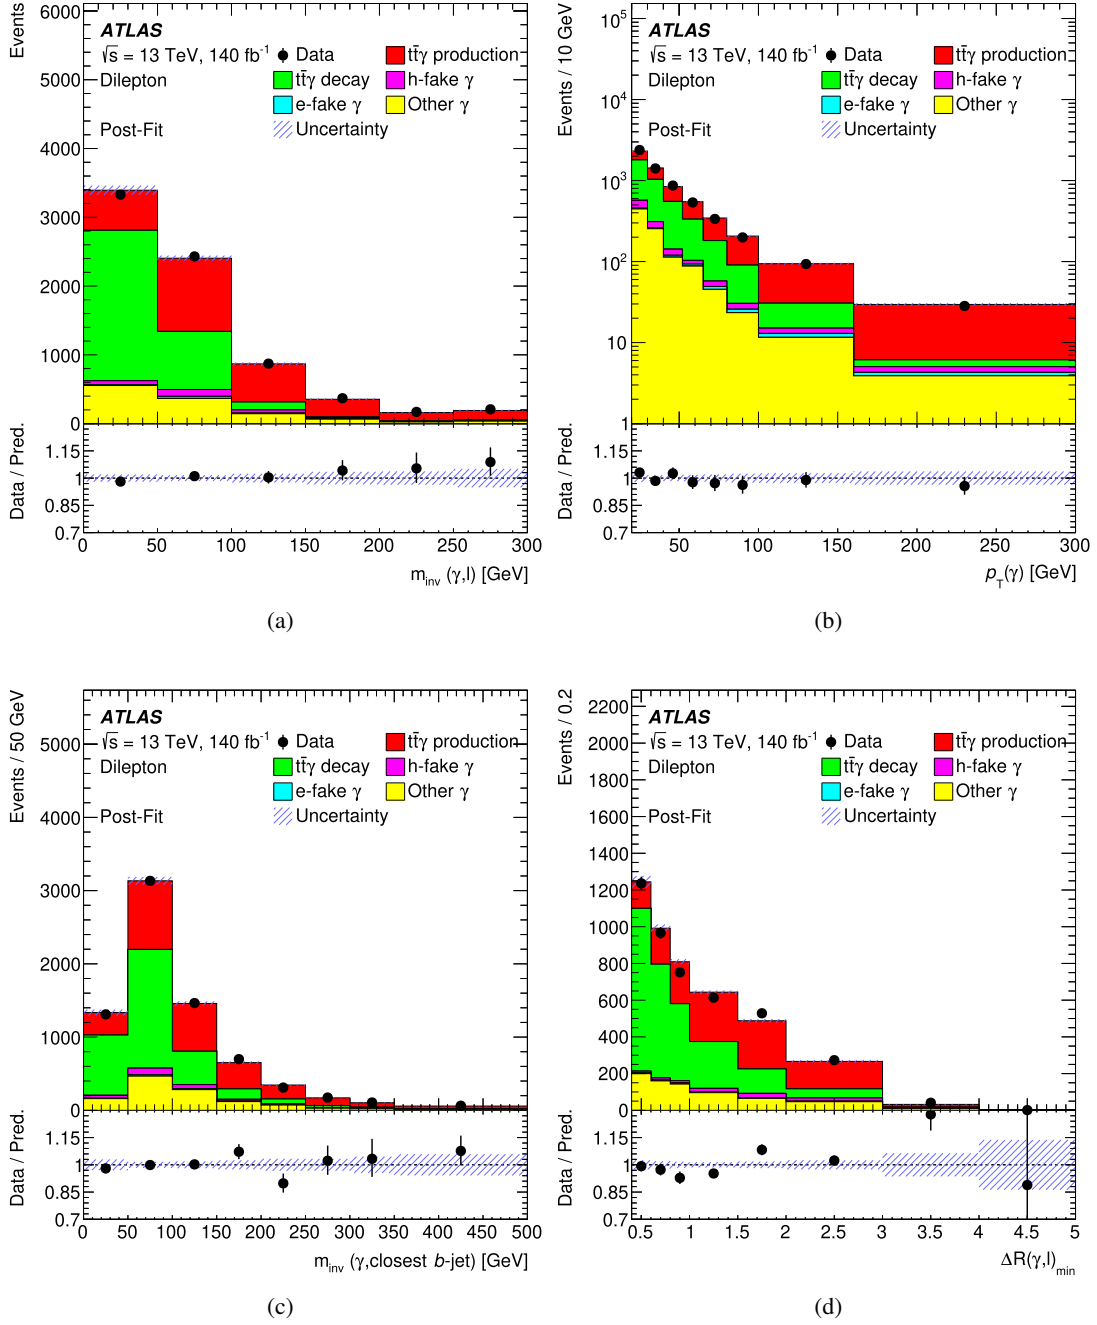 Events
6000
5000
4000
3000
2000
1000
0
ATLAS
√s = 13 TeV, 140 fb⁻¹
Dilepton
Post-Fit
Data
tt̄γ production
tt̄γ decay
h-fake γ
e-fake γ
Other γ
Uncertainty
Data / Pred.
1.15
1
0.85
0.7
0 50 100 150 200 250 300
m_inv (γ,l) [GeV]
(a)
Events / 10 GeV
10⁵
10⁴
10³
10²
10
1
ATLAS
√s = 13 TeV, 140 fb⁻¹
Dilepton
Post-Fit
Data
tt̄γ production
tt̄γ decay
h-fake γ
e-fake γ
Other γ
Uncertainty
Data / Pred.
1.15
1
0.85
0.7
50 100 150 200 250 300
p_T(γ) [GeV]
(b)
Events / 50 GeV
5000
4000
3000
2000
1000
0
ATLAS
√s = 13 TeV, 140 fb⁻¹
Dilepton
Post-Fit
Data
tt̄γ production
tt̄γ decay
h-fake γ
e-fake γ
Other γ
Uncertainty
Data / Pred.
1.15
1
0.85
0.7
0 50 100 150 200 250 300 350 400 450 500
m_inv (γ,closest b-jet) [GeV]
(c)
Events / 0.2
2200
2000
1800
1600
1400
1200
1000
800
600
400
200
0
ATLAS
√s = 13 TeV, 140 fb⁻¹
Dilepton
Post-Fit
Data
tt̄γ production
tt̄γ decay
h-fake γ
e-fake γ
Other γ
Uncertainty
Data / Pred.
1.15
1
0.85
0.7
0.5 1 1.5 2 2.5 3 3.5 4 4.5 5
ΔR(γ,l)_min
(d)